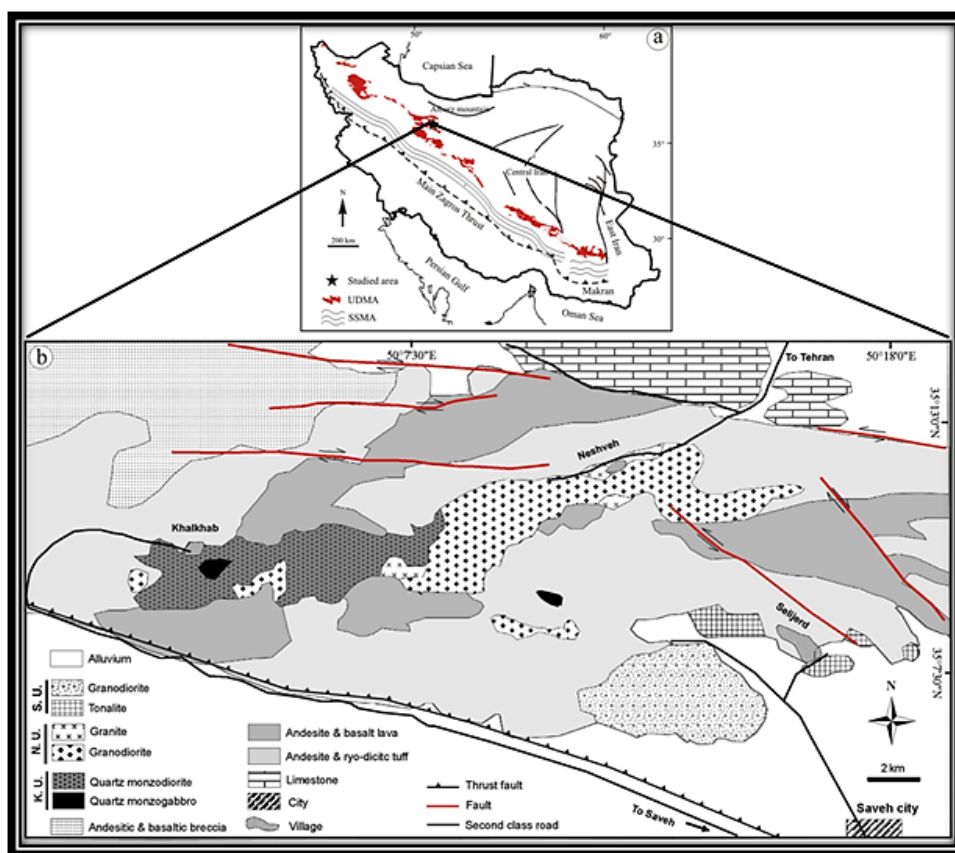 a
50°
60°
Capsian Sea
Alborz mountain
35°
Central Iran
Main Zagros Thrust
East Iran
30°
N
200 km
Persian Gulf
Makran
Oman Sea
Studied area
UDMA
SSMA
b
50°7'30"E
50°18'0"E
To Tehran
35°13'0"N
Neshveh
Khalkhab
Selijerd
35°7'30"N
Alluvium
S. U.
Granodiorite
Tonalite
N. U.
Granite
Granodiorite
K. U.
Quartz monzodiorite
Quartz monzogabbro
Andesitic & basaltic breccia
Andesite & basalt lava
Andesite & ryo-dicitc tuff
Limestone
City
Village
Thrust fault
Fault
Second class road
To Saveh
N
2 km
Saveh city